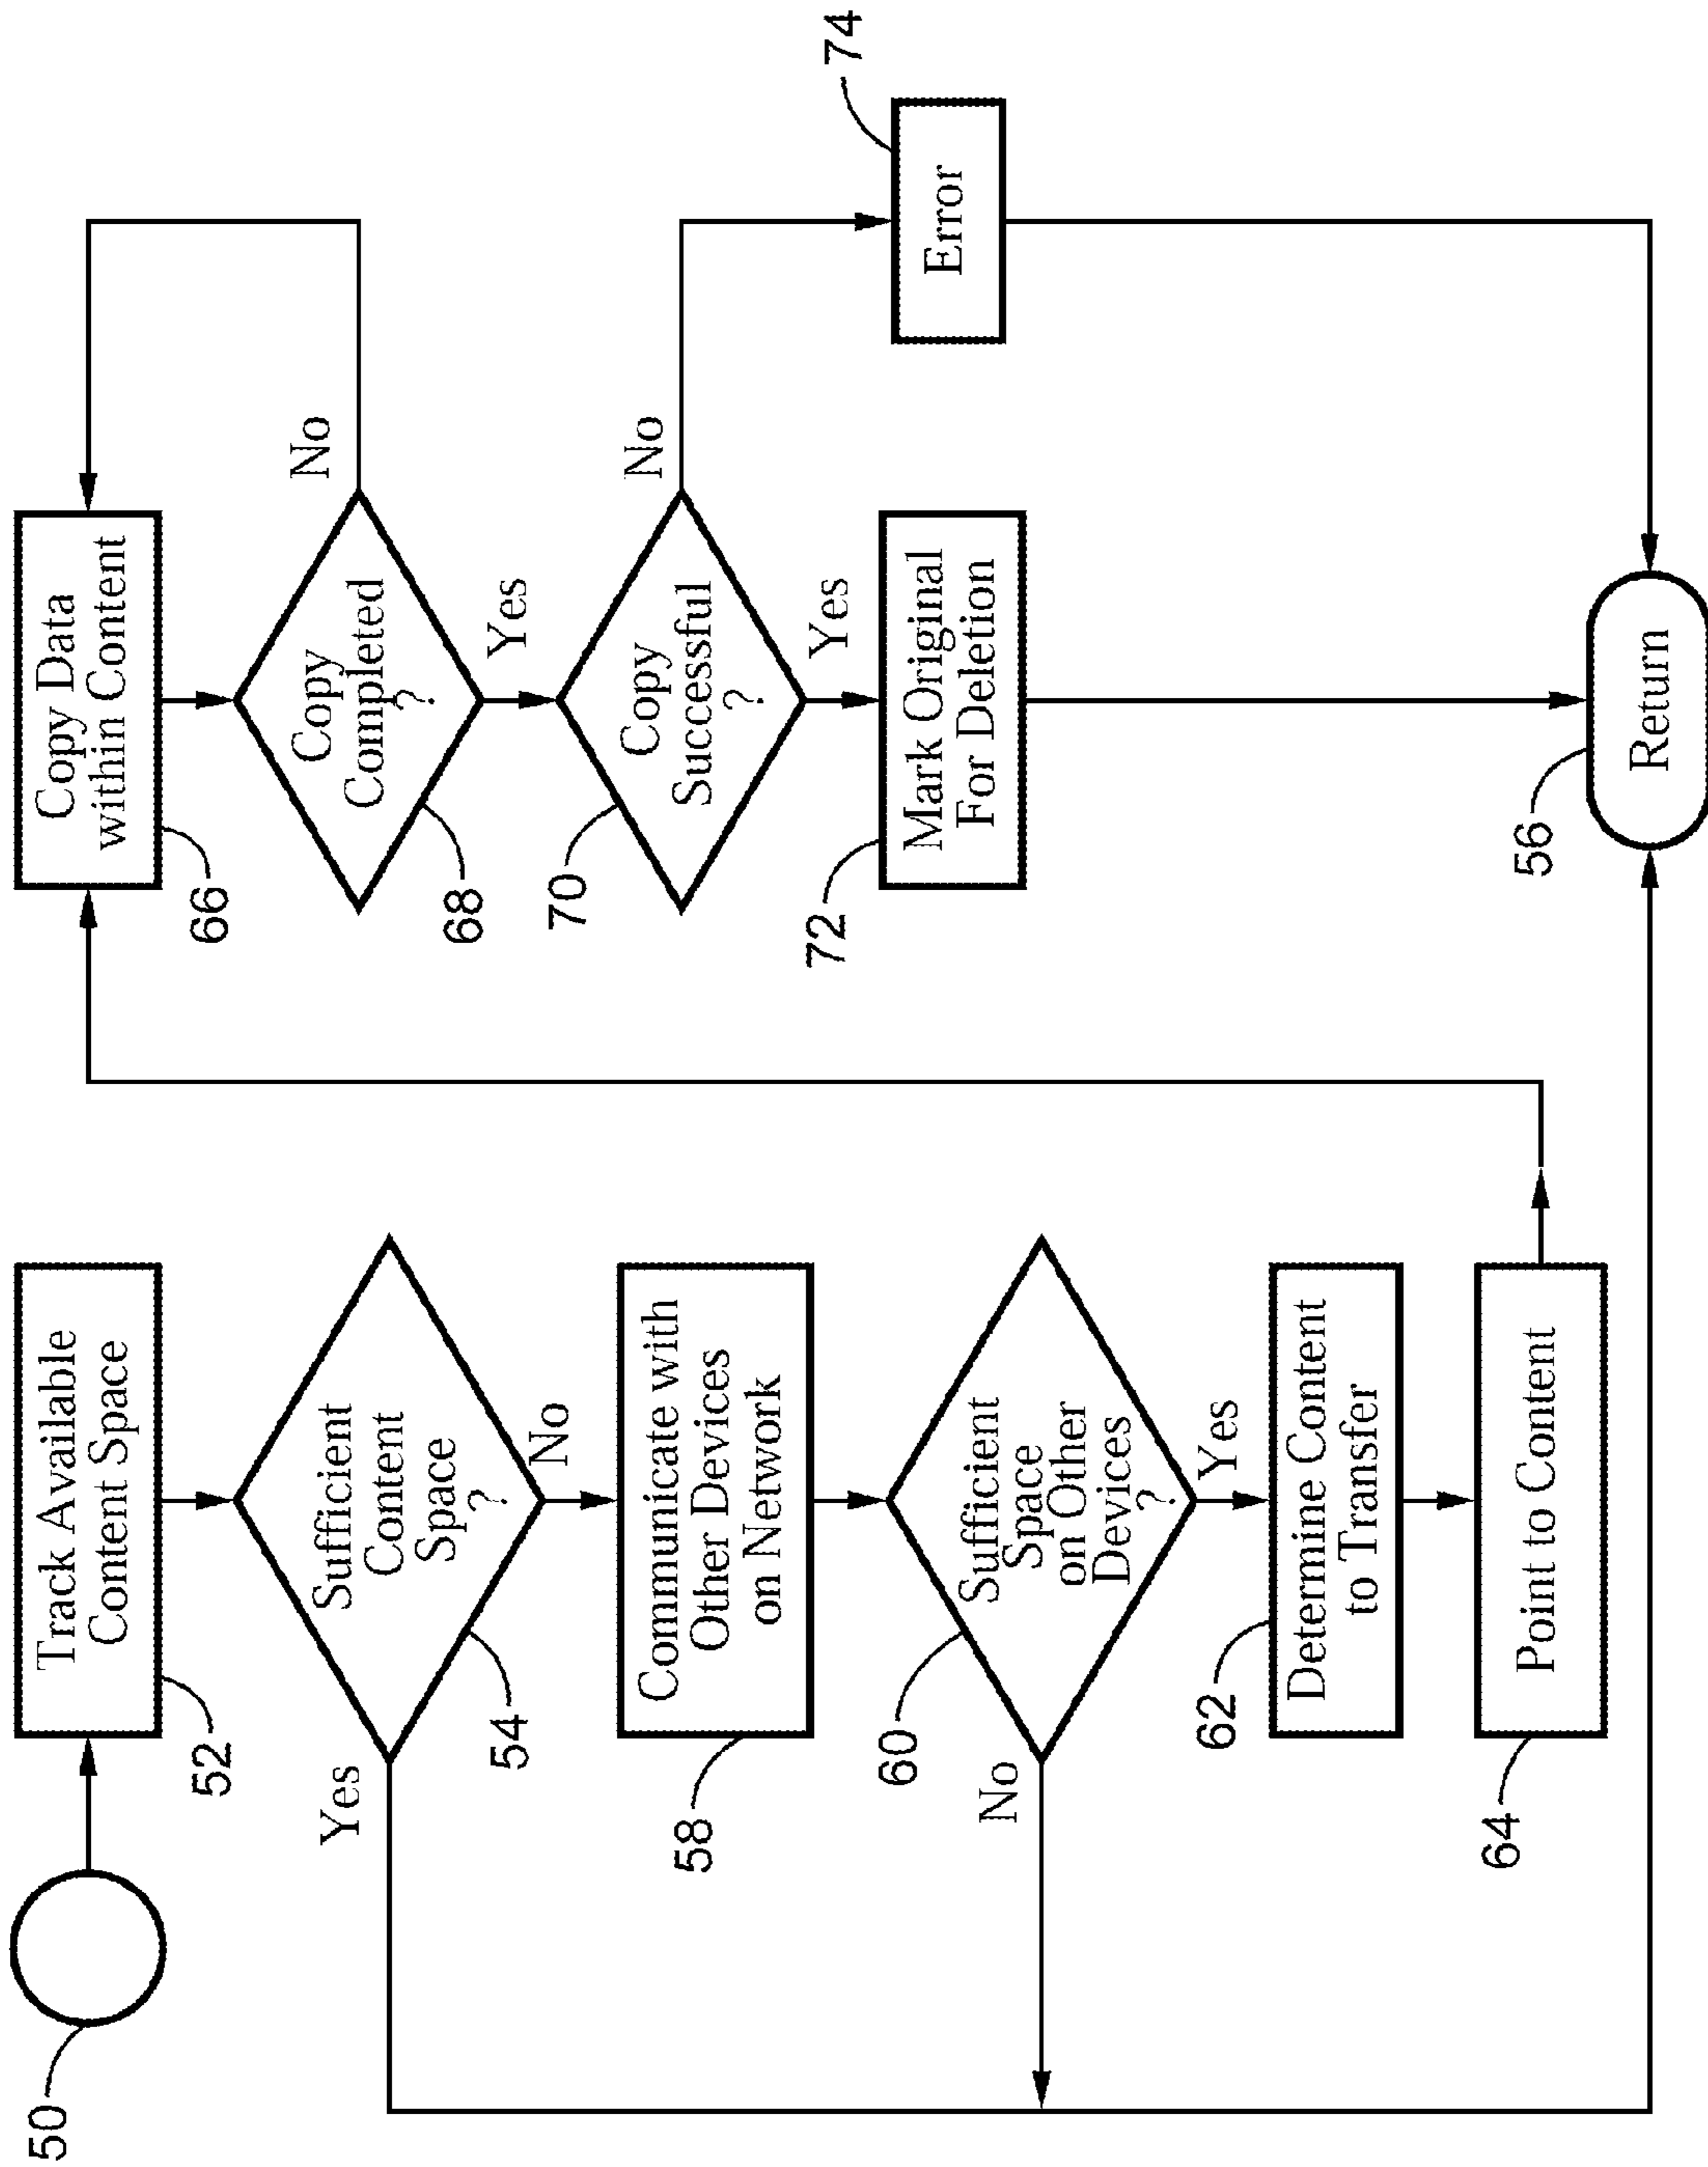 50
52
Track Available
Content Space
Yes
Sufficient
Content
Space
?
54
No
58
Communicate with
Other Devices
on Network
60
No
Sufficient
Space
on Other
Devices
?
Yes
62
Determine Content
to Transfer
64
Point to Content
66
Copy Data
within Content
Copy
Completed
?
68
No
Yes
70
Copy
Successful
?
No
Yes
72
Mark Original
For Deletion
74
Error
56
Return